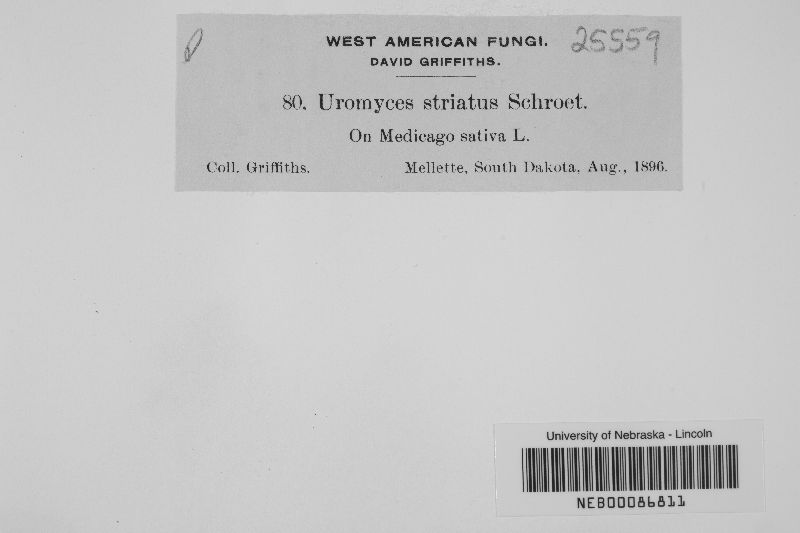 WEST AMERICAN FUNGI. 25559
DAVID GRIFFITHS.
80. Uromyces striatus Schroet.
On Medicago sativa L.
Coll. Griffiths. Mellette, South Dakota, Aug., 1896.
University of Nebraska - Lincoln
NEB00086811